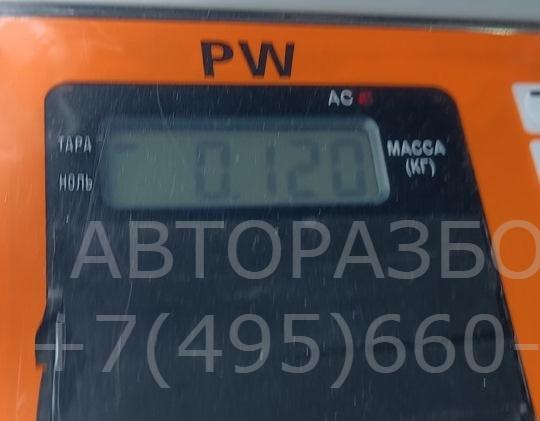 PW
AC
ТАРА
0.120
МАССА
(КГ)
НОЛЬ
АВТОРАЗБО
+7(495)660-